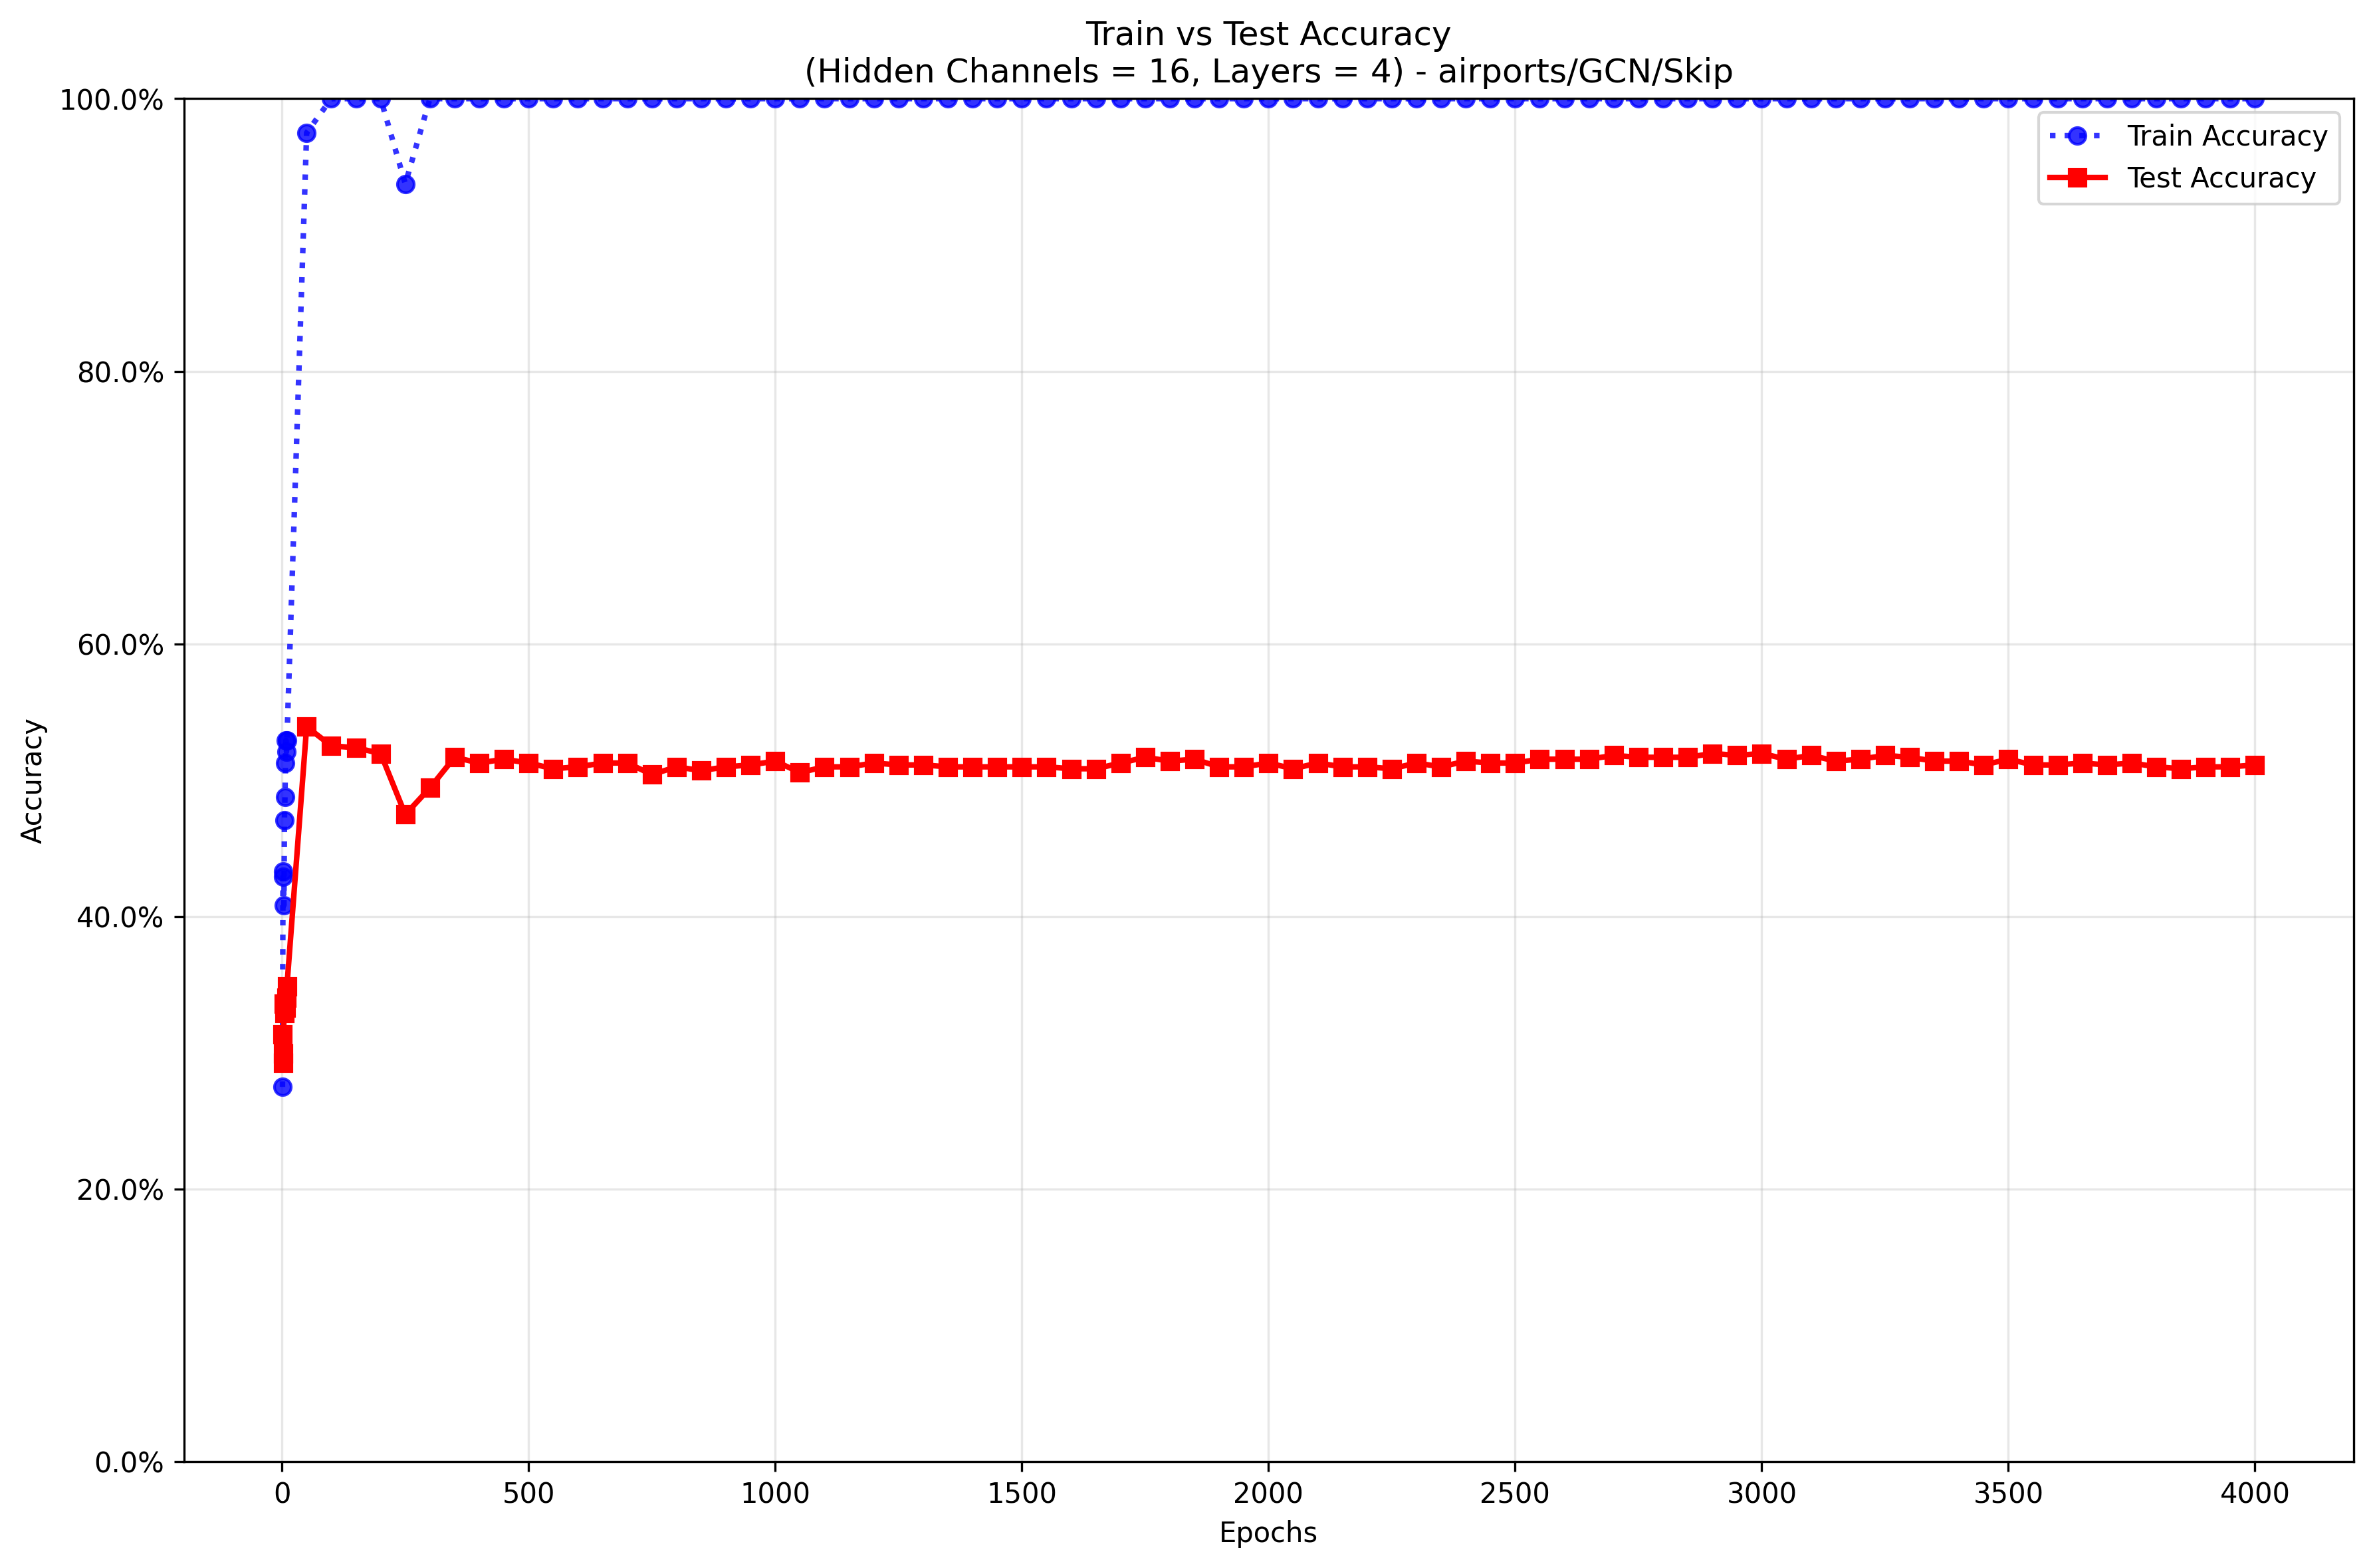 Train vs Test Accuracy
(Hidden Channels = 16, Layers = 4) - airports/GCN/Skip
100.0%
80.0%
60.0%
40.0%
20.0%
0.0%
Accuracy
Train Accuracy
Test Accuracy
0 500 1000 1500 2000 2500 3000 3500 4000
Epochs